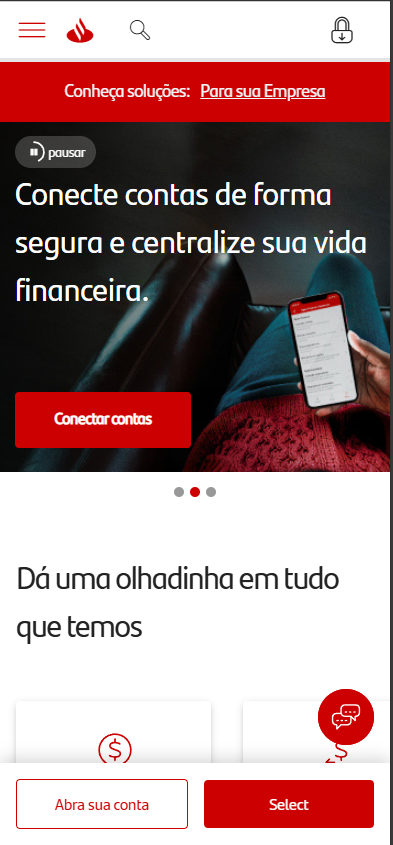 Conheça soluções: Para sua Empresa
pausar
Conecte contas de forma
segura e centralize sua vida
financeira.
Conectar contas
Dá uma olhadinha em tudo
que temos
Abra sua conta
Select